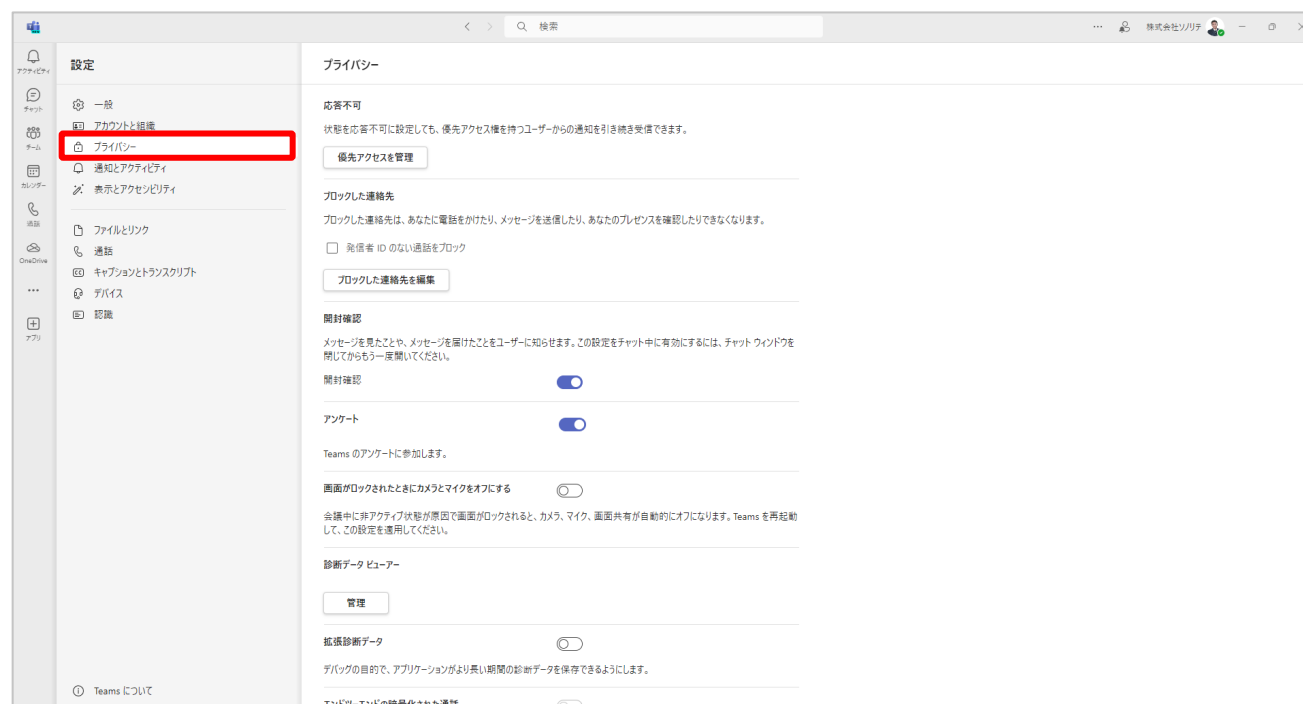 検索
株式会社ソノリテ
アクティビティ
チャット
チーム
カレンダー
通話
OneDrive
アプリ
設定
一般
アカウントと組織
プライバシー
通知とアクティビティ
表示とアクセシビリティ
ファイルとリンク
通話
キャプションとトランスクリプト
デバイス
認識
Teams について
プライバシー
応答不可
状態を応答不可に設定しても、優先アクセス権を持つユーザーからの通知を引き続き受信できます。
優先アクセスを管理
ブロックした連絡先
ブロックした連絡先は、あなたに電話をかけたり、メッセージを送信したり、あなたのプレゼンスを確認したりできなくなります。
発信者 ID のない通話をブロック
ブロックした連絡先を編集
開封確認
メッセージを見たことや、メッセージを届けたことをユーザーに知らせます。この設定をチャット中に有効にするには、チャット ウィンドウを
閉じてからもう一度開いてください。
開封確認
アンケート
Teams のアンケートに参加します。
画面がロックされたときにカメラとマイクをオフにする
会議中に非アクティブ状態が原因で画面がロックされると、カメラ、マイク、画面共有が自動的にオフになります。Teams を再起動
して、この設定を適用してください。
診断データ ビューアー
管理
拡張診断データ
デバッグの目的で、アプリケーションがより長い期間の診断データを保存できるようにします。
エンドツーエンドの暗号化された通話